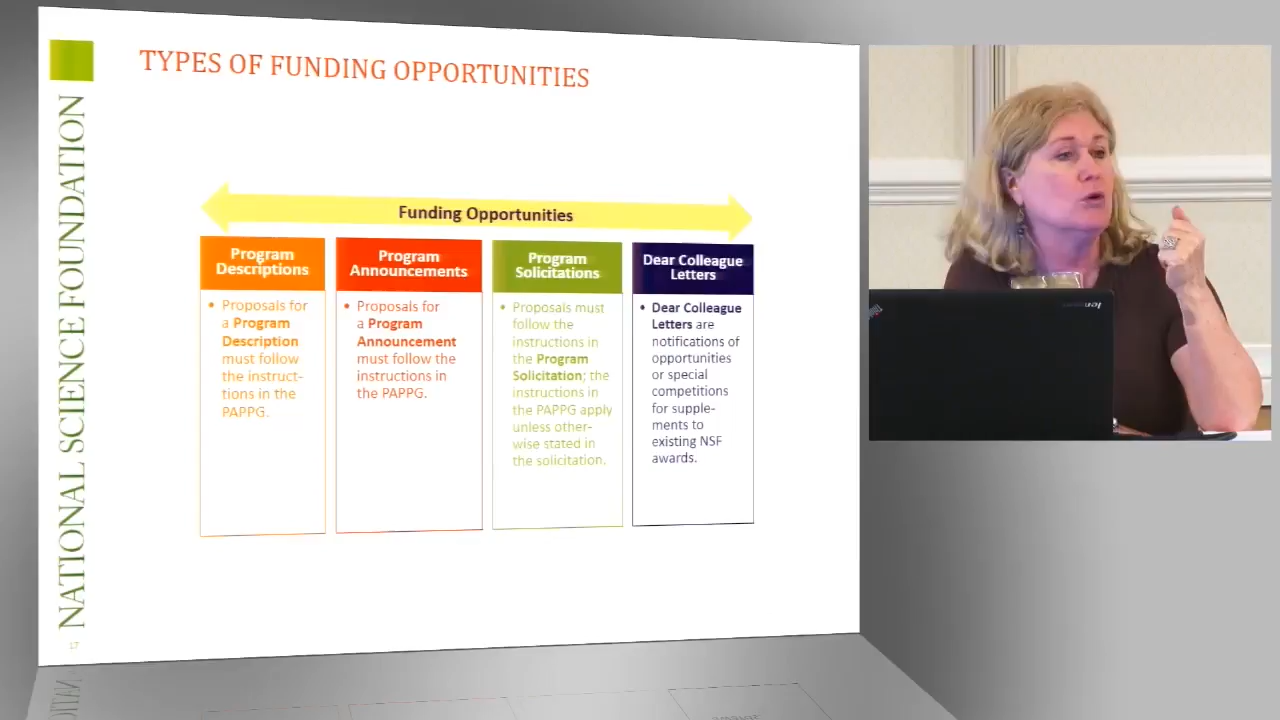 TYPES OF FUNDING OPPORTUNITIES
NATIONAL SCIENCE FOUNDATION
Funding Opportunities
Program
Descriptions
• Proposals for
a Program
Description
must follow
the instruct-
tions in the
PAPPG.
Program
Announcements
• Proposals for
a Program
Announcement
must follow the
instructions in
the PAPPG.
Program
Solicitations
• Proposals must
follow the
instructions in
the Program
Solicitation; the
instructions in
the PAPPG apply
unless other-
wise stated in
the solicitation.
Dear Colleague
Letters
• Dear Colleague
Letters are
notifications of
opportunities
or special
competitions
for supple-
ments to
existing NSF
awards.
17
lenovo